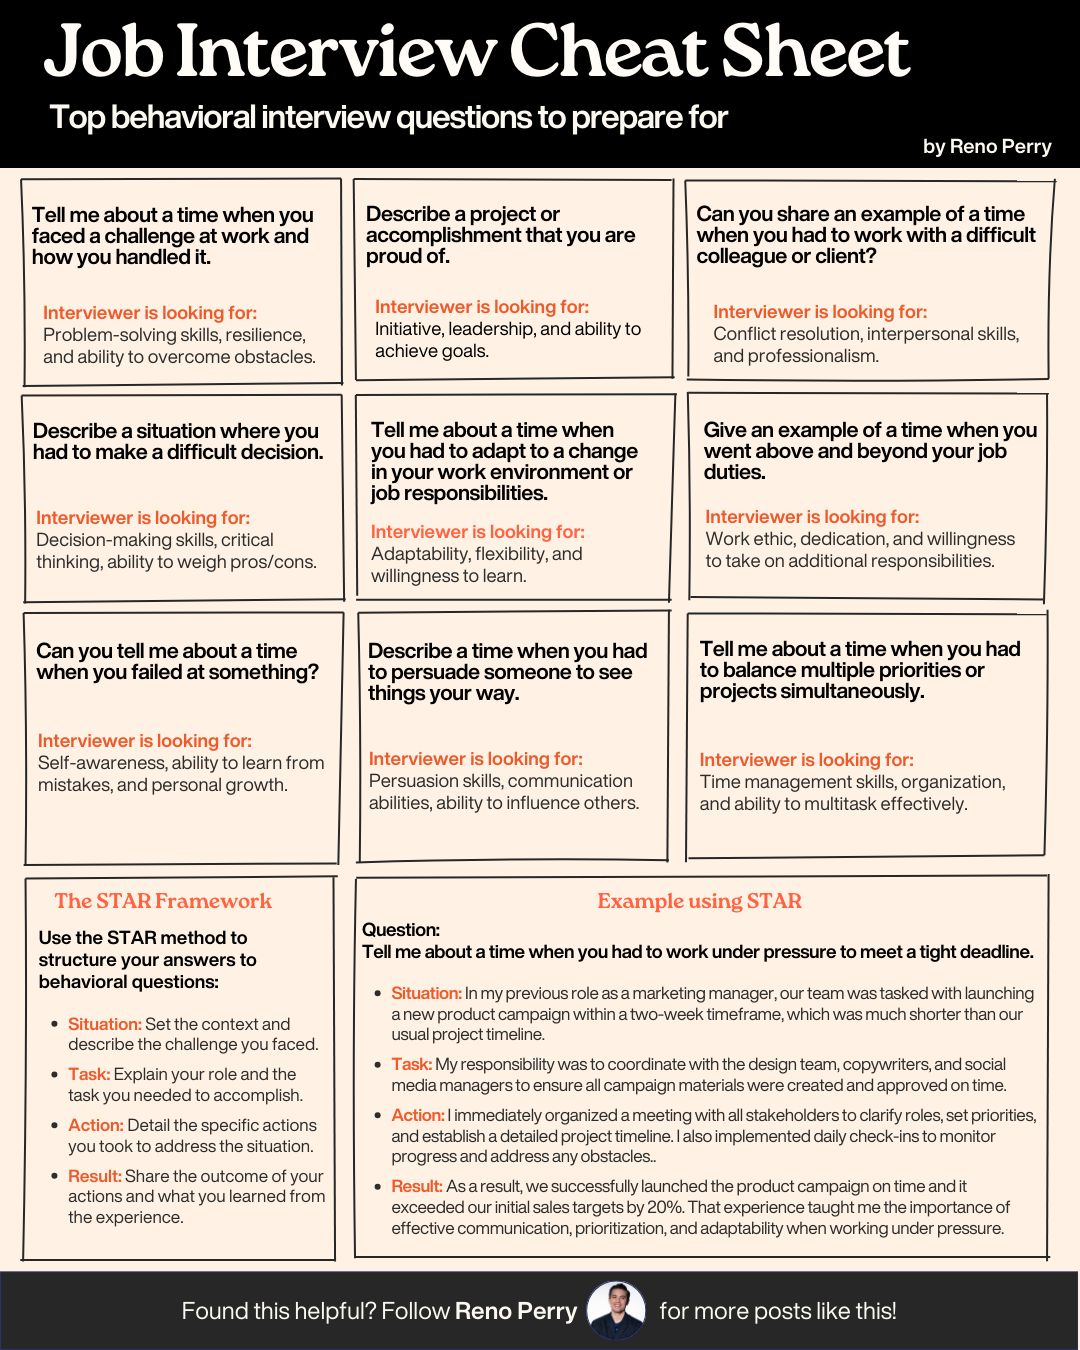 Job Interview Cheat Sheet
Top behavioral interview questions to prepare for
by Reno Perry
Tell me about a time when you
faced a challenge at work and
how you handled it.
Interviewer is looking for:
Problem-solving skills, resilience,
and ability to overcome obstacles.
Describe a project or
accomplishment that you are
proud of.
Interviewer is looking for:
Initiative, leadership, and ability to
achieve goals.
Can you share an example of a time
when you had to work with a difficult
colleague or client?
Interviewer is looking for:
Conflict resolution, interpersonal skills,
and professionalism.
Describe a situation where you
had to make a difficult decision.
Interviewer is looking for:
Decision-making skills, critical
thinking, ability to weigh pros/cons.
Tell me about a time when
you had to adapt to a change
in your work environment or
job responsibilities.
Interviewer is looking for:
Adaptability, flexibility, and
willingness to learn.
Give an example of a time when you
went above and beyond your job
duties.
Interviewer is looking for:
Work ethic, dedication, and willingness
to take on additional responsibilities.
Can you tell me about a time
when you failed at something?
Interviewer is looking for:
Self-awareness, ability to learn from
mistakes, and personal growth.
Describe a time when you had
to persuade someone to see
things your way.
Interviewer is looking for:
Persuasion skills, communication
abilities, ability to influence others.
Tell me about a time when you had
to balance multiple priorities or
projects simultaneously.
Interviewer is looking for:
Time management skills, organization,
and ability to multitask effectively.
The STAR Framework
Use the STAR method to
structure your answers to
behavioral questions:
• Situation: Set the context and
describe the challenge you faced.
• Task: Explain your role and the
task you needed to accomplish.
• Action: Detail the specific actions
you took to address the situation.
• Result: Share the outcome of your
actions and what you learned from
the experience.
Example using STAR
Question:
Tell me about a time when you had to work under pressure to meet a tight deadline.
• Situation: In my previous role as a marketing manager, our team was tasked with launching
a new product campaign within a two-week timeframe, which was much shorter than our
usual project timeline.
• Task: My responsibility was to coordinate with the design team, copywriters, and social
media managers to ensure all campaign materials were created and approved on time.
• Action: I immediately organized a meeting with all stakeholders to clarify roles, set priorities,
and establish a detailed project timeline. I also implemented daily check-ins to monitor
progress and address any obstacles..
• Result: As a result, we successfully launched the product campaign on time and it
exceeded our initial sales targets by 20%. That experience taught me the importance of
effective communication, prioritization, and adaptability when working under pressure.
Found this helpful? Follow Reno Perry for more posts like this!